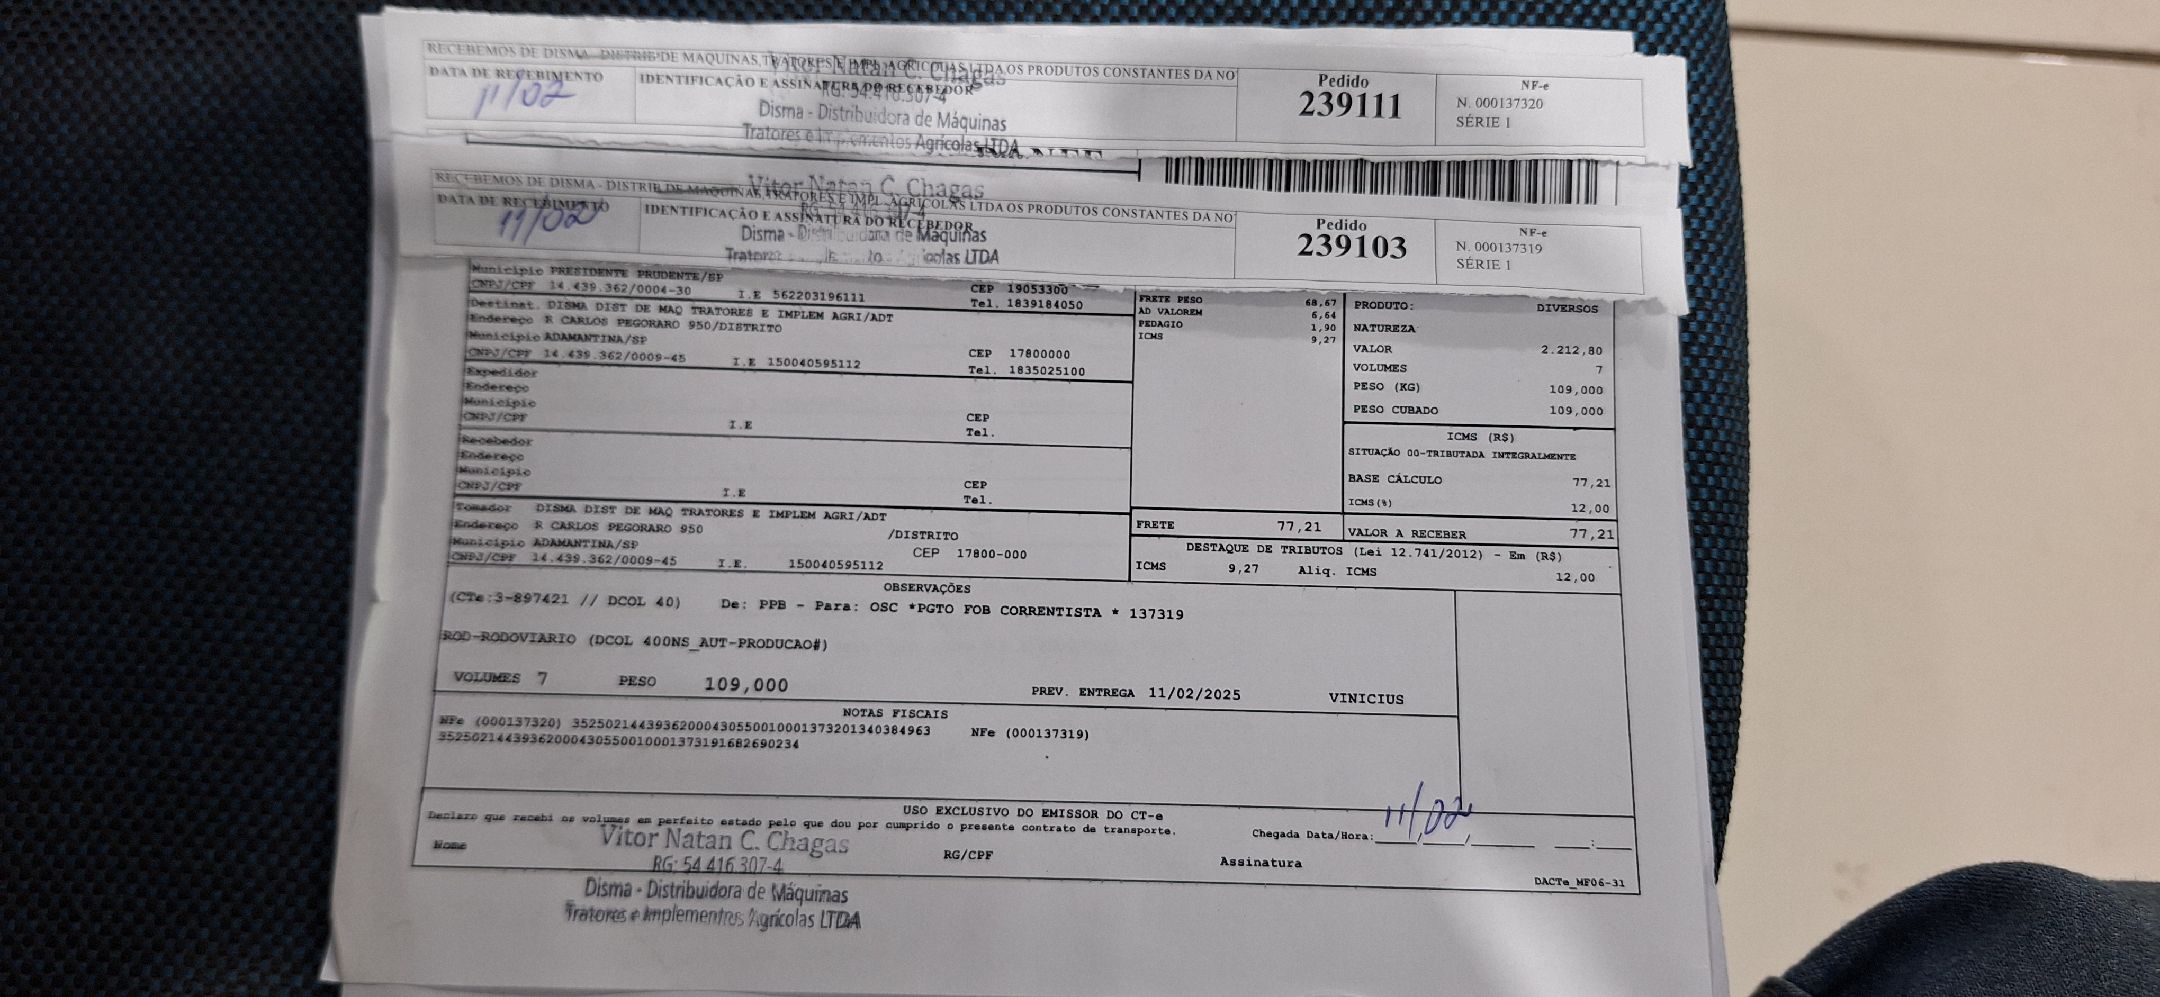 RECEBEMOS DE DISMA - DISTRIB DE MAQUINAS, TRATORES E IMPL. AGRICOLAS LTDA OS PRODUTOS CONSTANTES DA NO
DATA DE RECEBIMENTO
11/02
IDENTIFICAÇÃO E ASSINATURA DO RECEBEDOR
Vitor Natan C. Chagas
RG: 54.416.307-4
Disma - Distribuidora de Máquinas
Tratores e Implementos Agrícolas LTDA
Pedido
239111
NF-e
N. 000137320
SÉRIE 1
RECEBEMOS DE DISMA - DISTRIB DE MAQUINAS, TRATORES E IMPL. AGRICOLAS LTDA OS PRODUTOS CONSTANTES DA NO
DATA DE RECEBIMENTO
11/02
IDENTIFICAÇÃO E ASSINATURA DO RECEBEDOR
Vitor Natan C. Chagas
Disma - Distribuidora de Máquinas
Pedido
239103
NF-e
N. 000137319
SÉRIE 1
Município PRESIDENTE PRUDENTE/SP
CNPJ/CPF 14.439.362/0004-30 I.E 562203196111 CEP 19053300
Tel. 1839184050
Destinat. DISMA DIST DE MAQ TRATORES E IMPLEM AGRI/ADT
Endereço R CARLOS PEGORARO 950/DISTRITO
Município ADAMANTINA/SP
CNPJ/CPF 14.439.362/0009-45 I.E 150040595112 CEP 17800000
Tel. 1835025100
Expedidor
Endereço
Município
CNPJ/CPF I.E CEP
Tel.
Recebedor
Endereço
Município
CNPJ/CPF I.E CEP
Tel.
Tomador DISMA DIST DE MAQ TRATORES E IMPLEM AGRI/ADT
Endereço R CARLOS PEGORARO 950 /DISTRITO
Município ADAMANTINA/SP CEP 17800-000
CNPJ/CPF 14.439.362/0009-45 I.E. 150040595112
FRETE PESO 68,67
AD VALOREM 6,64
PEDAGIO 1,90
ICMS 9,27
FRETE 77,21
PRODUTO: DIVERSOS
NATUREZA
VALOR 2.212,80
VOLUMES 7
PESO (KG) 109,000
PESO CUBADO 109,000
ICMS (R$)
SITUAÇÃO 00-TRIBUTADA INTEGRALMENTE
BASE CÁLCULO 77,21
ICMS(%) 12,00
VALOR A RECEBER 77,21
DESTAQUE DE TRIBUTOS (Lei 12.741/2012) - Em (R$)
ICMS 9,27 Aliq. ICMS 12,00
OBSERVAÇÕES
(CTe:3-897421 // DCOL 40) De: PPB - Para: OSC *PGTO FOB CORRENTISTA * 137319
ROD-RODOVIARIO (DCOL 400NS_AUT-PRODUCAO#)
VOLUMES 7 PESO 109,000 PREV. ENTREGA 11/02/2025 VINICIUS
NOTAS FISCAIS
NFe (000137320) 35250214439362000430550010001373201340384963 NFe (000137319)
35250214439362000430550010001373191682690234
USO EXCLUSIVO DO EMISSOR DO CT-e
Declaro que recebi os volumes em perfeito estado pelo que dou por cumprido o presente contrato de transporte.
Chegada Data/Hora: 11/02
Nome RG/CPF Assinatura
Vitor Natan C. Chagas
RG: 54.416.307-4
Disma - Distribuidora de Máquinas
Tratores e Implementos Agrícolas LTDA
DACTe_MF06-31